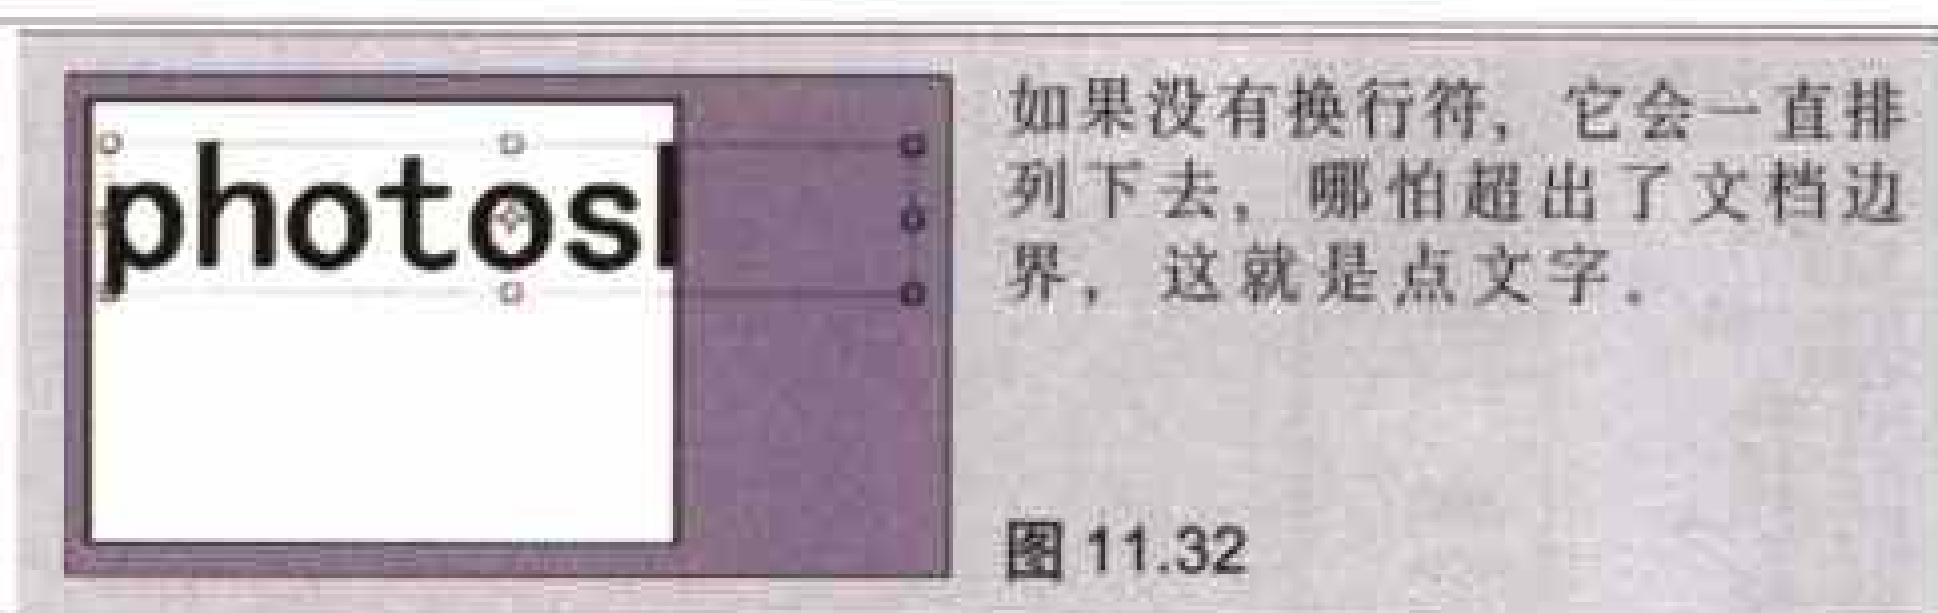 photosl
如果没有换行符，它会一直排
列下去，哪怕超出了文档边
界，这就是点文字。
图 11.32